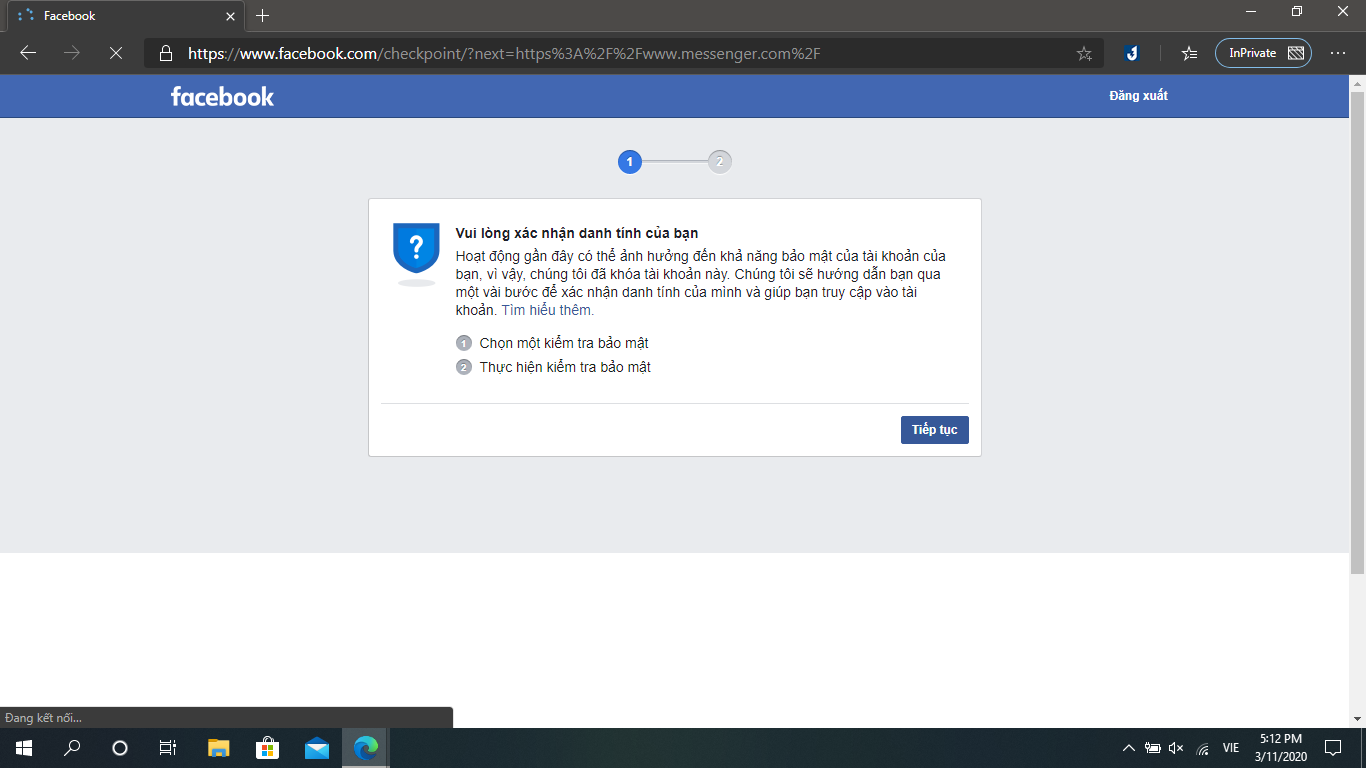 Facebook
https://www.facebook.com/checkpoint/?next=https%3A%2F%2Fwww.messenger.com%2F
InPrivate
facebook
Đăng xuất
1
2
?
Vui lòng xác nhận danh tính của bạn
Hoạt động gần đây có thể ảnh hưởng đến khả năng bảo mật của tài khoản của
bạn, vì vậy, chúng tôi đã khóa tài khoản này. Chúng tôi sẽ hướng dẫn bạn qua
một vài bước để xác nhận danh tính của mình và giúp bạn truy cập vào tài
khoản. Tìm hiểu thêm.
1 Chọn một kiểm tra bảo mật
2 Thực hiện kiểm tra bảo mật
Tiếp tục
Đang kết nối...
VIE
5:12 PM
3/11/2020